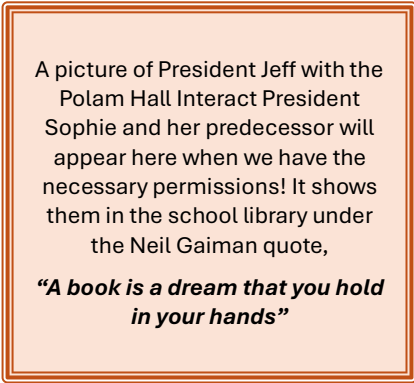 A picture of President Jeff with the
Polam Hall Interact President
Sophie and her predecessor will
appear here when we have the
necessary permissions! It shows
them in the school library under
the Neil Gaiman quote,
“A book is a dream that you hold
in your hands”